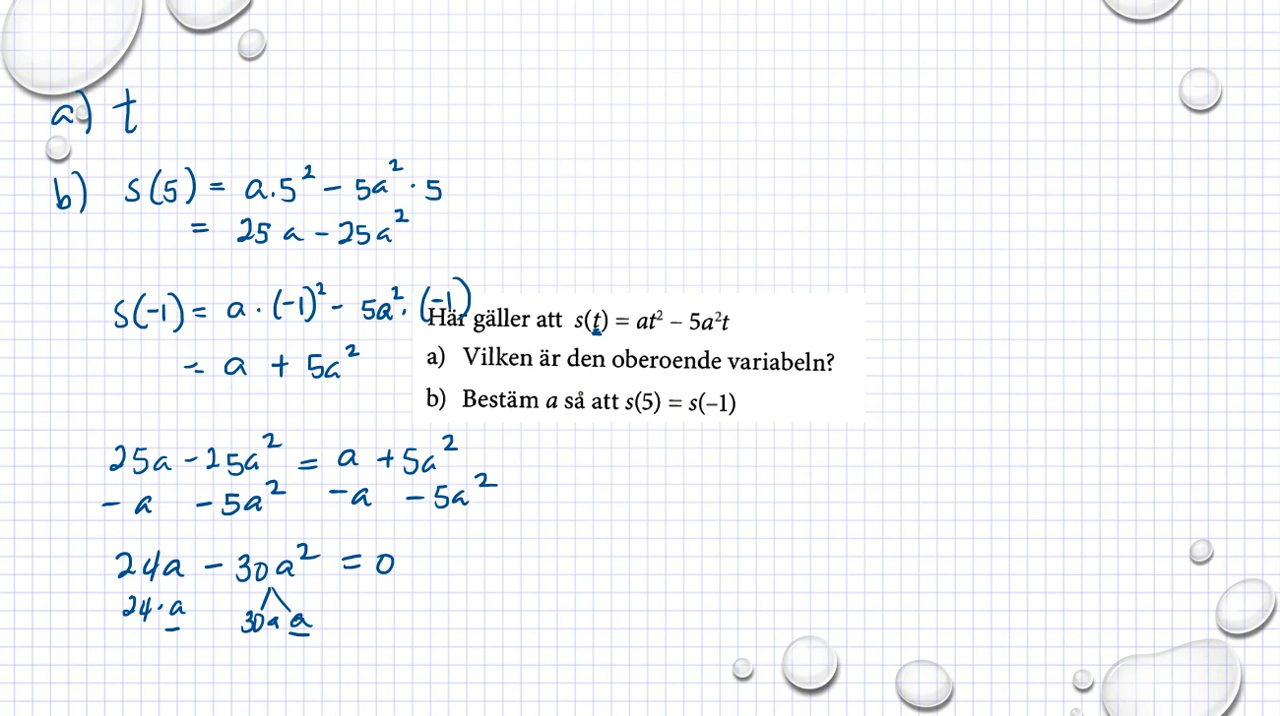 a) t
b) s(5) = a.5² - 5a² · 5
= 25a - 25a²
s(-1) = a · (-1)² - 5a² · (-1)
= a + 5a²
Här gäller att s(t) = at² – 5a²t
a) Vilken är den oberoende variabeln?
b) Bestäm a så att s(5) = s(–1)
25a - 25a² = a + 5a²
- a - 5a² - a - 5a²
24a - 30a² = 0
24 · a 30a a